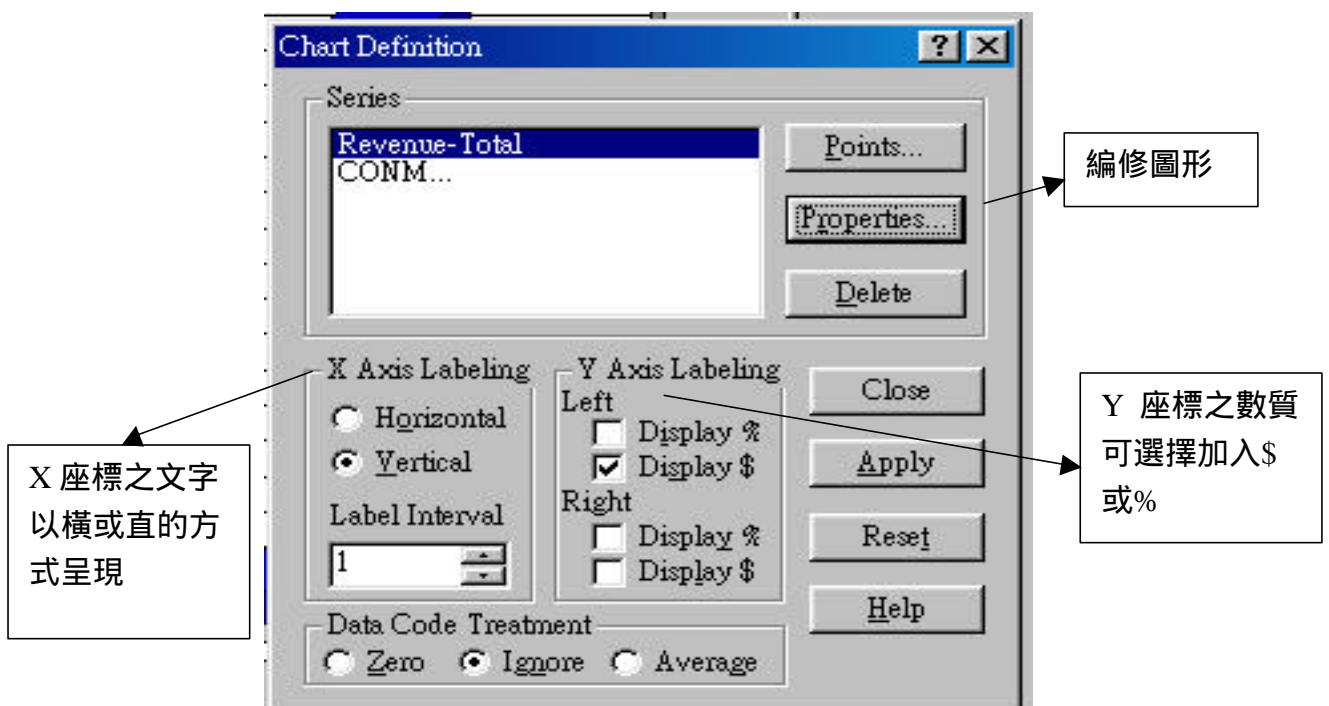 Chart Definition
Series
Revenue-Total
CONM...
Points...
Properties...
Delete
編修圖形
X Axis Labeling
Horizontal
Vertical
Label Interval
1
Y Axis Labeling
Left
Display %
Display $
Right
Display %
Display $
Close
Apply
Reset
Help
Data Code Treatment
Zero
Ignore
Average
X 座標之文字
以橫或直的方
式呈現
Y 座標之數質
可選擇加入$
或%